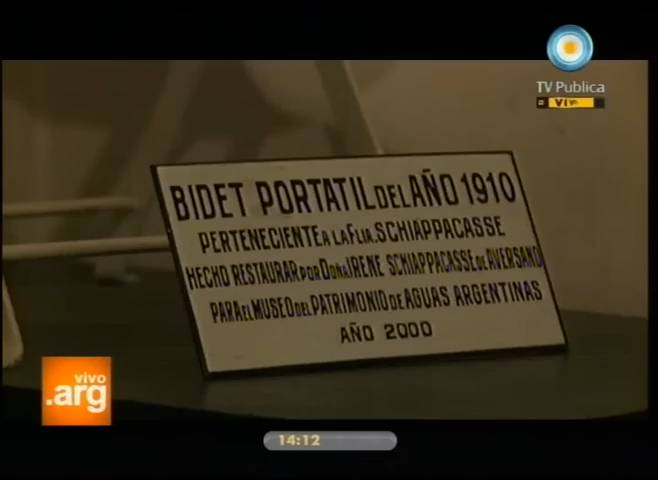 TV Publica
VIVO
BIDET PORTATIL DEL AÑO 1910
PERTENECIENTE A LA FLIA. SCHIAPPACASSE
HECHO RESTAURAR POR DOÑA IRENE SCHIAPPACASSE DE AVERSANO
PARA EL MUSEO DEL PATRIMONIO DE AGUAS ARGENTINAS
AÑO 2000
vivo
.arg
14:12